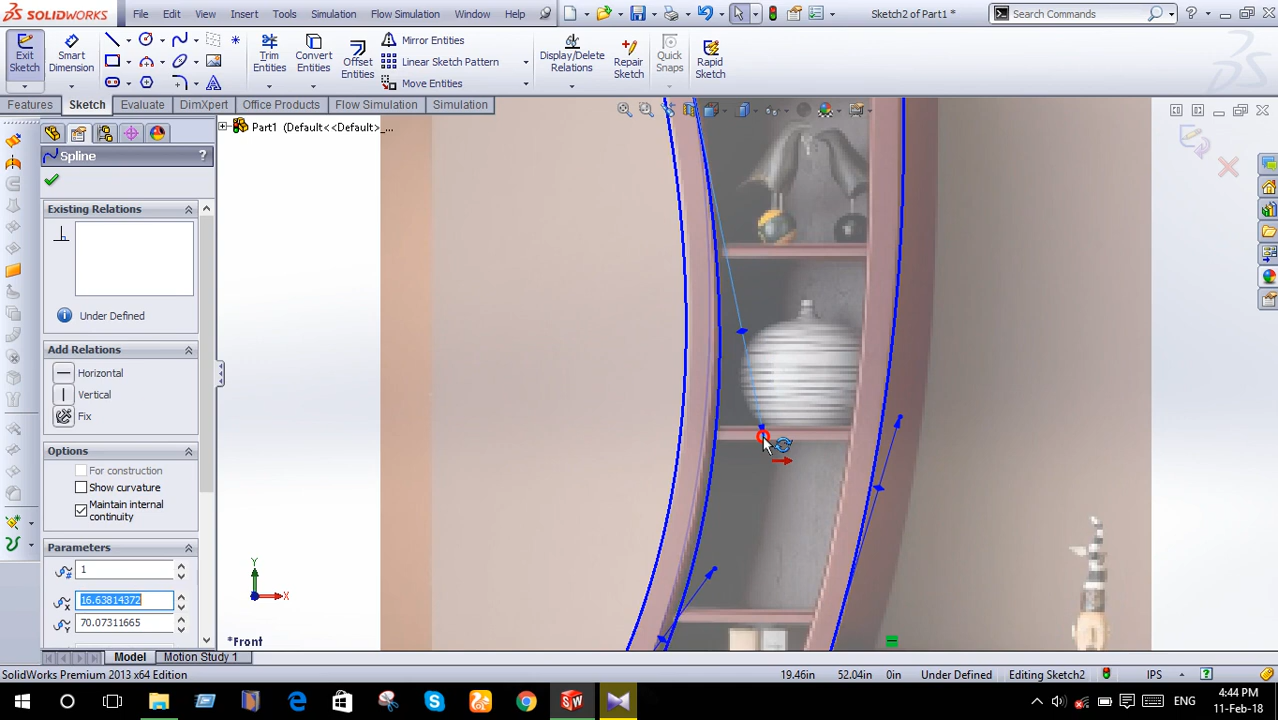 SOLIDWORKS
File
Edit
View
Insert
Tools
Simulation
Flow Simulation
Window
Help
Sketch2 of Part1 *
Search Commands
Exit Sketch
Smart Dimension
Trim Entities
Convert Entities
Offset Entities
Mirror Entities
Linear Sketch Pattern
Move Entities
Display/Delete Relations
Repair Sketch
Quick Snaps
Rapid Sketch
Features
Sketch
Evaluate
DimXpert
Office Products
Flow Simulation
Simulation
Part1 (Default<<Default>_...
Spline
?
Existing Relations
Under Defined
Add Relations
Horizontal
Vertical
Fix
Options
For construction
Show curvature
Maintain internal continuity
Parameters
1
16.63814372
70.07311665
Y
X
*Front
Model
Motion Study 1
SolidWorks Premium 2013 x64 Edition
19.46in
52.04in
0in
Under Defined
Editing Sketch2
IPS
ENG
4:44 PM
11-Feb-18